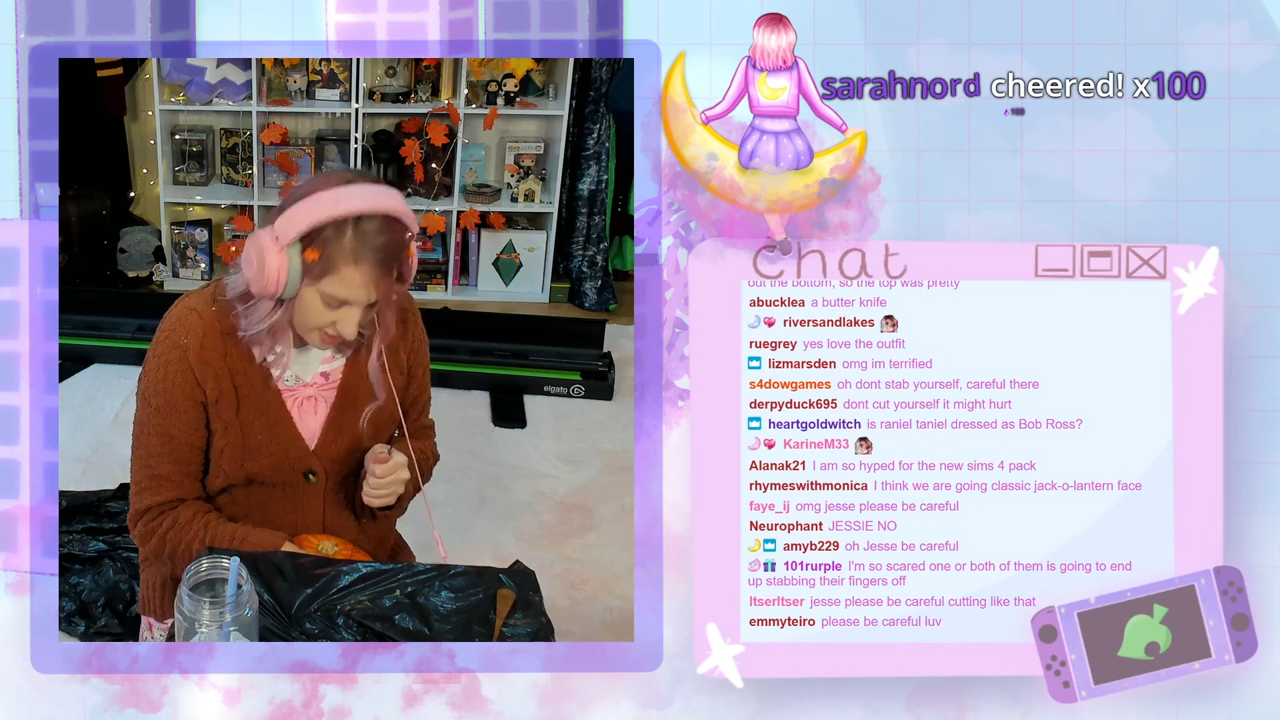 sarahnord cheered! x100
100
chat
out the bottom, so the top was pretty
abucklea a butter knife
riversandlakes
ruegrey yes love the outfit
lizmarsden omg im terrified
s4dowgames oh dont stab yourself, careful there
derpyduck695 dont cut yourself it might hurt
heartgoldwitch is raniel taniel dressed as Bob Ross?
KarineM33
Alanak21 I am so hyped for the new sims 4 pack
rhymeswithmonica I think we are going classic jack-o-lantern face
faye_ij omg jesse please be careful
Neurophant JESSIE NO
amyb229 oh Jesse be careful
101rurple I'm so scared one or both of them is going to end
up stabbing their fingers off
ItserItser jesse please be careful cutting like that
emmyteiro please be careful luv
elgato